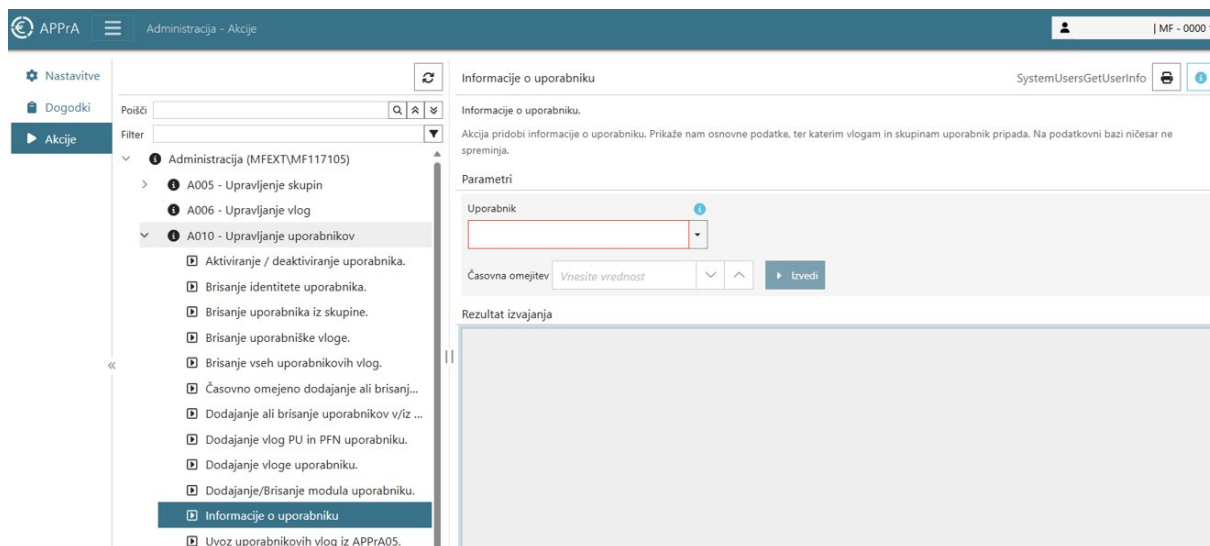 APPrA
Administracija - Akcije
| MF - 0000
Nastavitve
Dogodki
Akcije
Poišči
Filter
Administracija (MFEXT\MF117105)
A005 - Upravljenje skupin
A006 - Upravljanje vlog
A010 - Upravljanje uporabnikov
Aktiviranje / deaktiviranje uporabnika.
Brisanje identitete uporabnika.
Brisanje uporabnika iz skupine.
Brisanje uporabniške vloge.
Brisanje vseh uporabnikovih vlog.
Časovno omejeno dodajanje ali brisanj...
Dodajanje ali brisanje uporabnikov v/iz ...
Dodajanje vlog PU in PFN uporabniku.
Dodajanje vloge uporabniku.
Dodajanje/Brisanje modula uporabniku.
Informacije o uporabniku
Uvoz uporabnikovih vlog iz APPrA05.
Informacije o uporabniku
SystemUsersGetUserInfo
Informacije o uporabniku.
Akcija pridobi informacije o uporabniku. Prikaže nam osnovne podatke, ter katerim vlogam in skupinam uporabnik pripada. Na podatkovni bazi ničesar ne
spreminja.
Parametri
Uporabnik
Časovna omejitev
Vnesite vrednost
Izvedi
Rezultat izvajanja